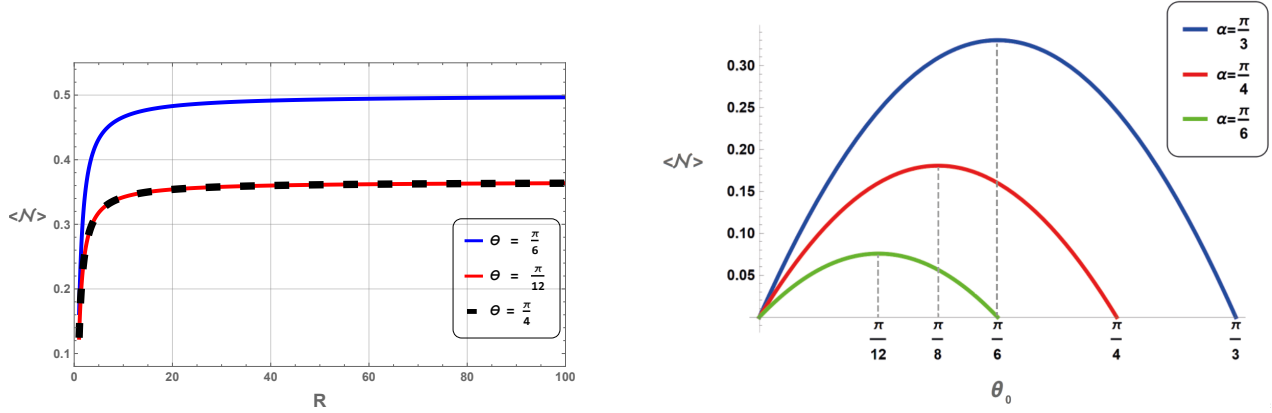 0.5
0.4
<𝒩>
0.3
0.2
0.1
0 20 40 60 80 100
R
θ = π/6
θ = π/12
θ = π/4
0.30
0.25
0.20
<𝒩>
0.15
0.10
0.05
π/12 π/8 π/6 π/4 π/3
θ₀
α=π/3
α=π/4
α=π/6